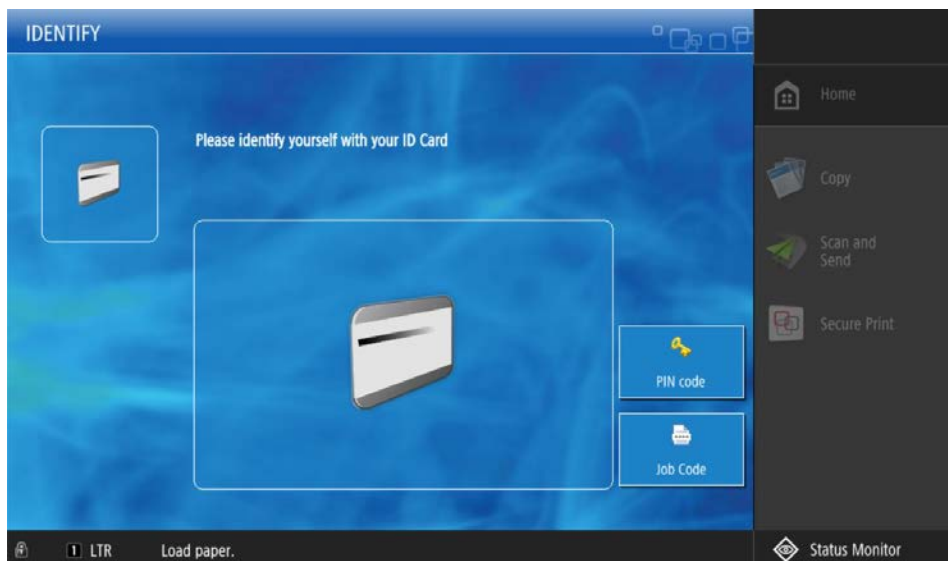 IDENTIFY
Please identify yourself with your ID Card
PIN code
Job Code
Home
Copy
Scan and
Send
Secure Print
1 LTR Load paper.
Status Monitor